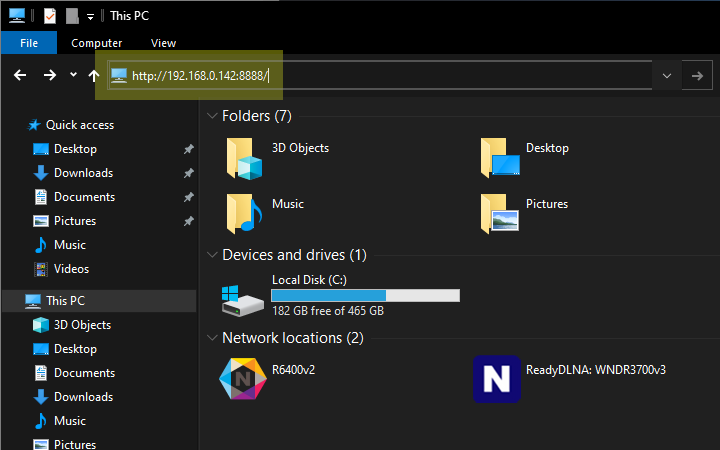 This PC
File Computer View
http://192.168.0.142:8888/
Quick access
Desktop
Downloads
Documents
Pictures
Music
Videos
This PC
3D Objects
Desktop
Documents
Downloads
Music
Pictures
Folders (7)
3D Objects
Desktop
Music
Pictures
Devices and drives (1)
Local Disk (C:)
182 GB free of 465 GB
Network locations (2)
N
R6400v2
N
ReadyDLNA: WNDR3700v3